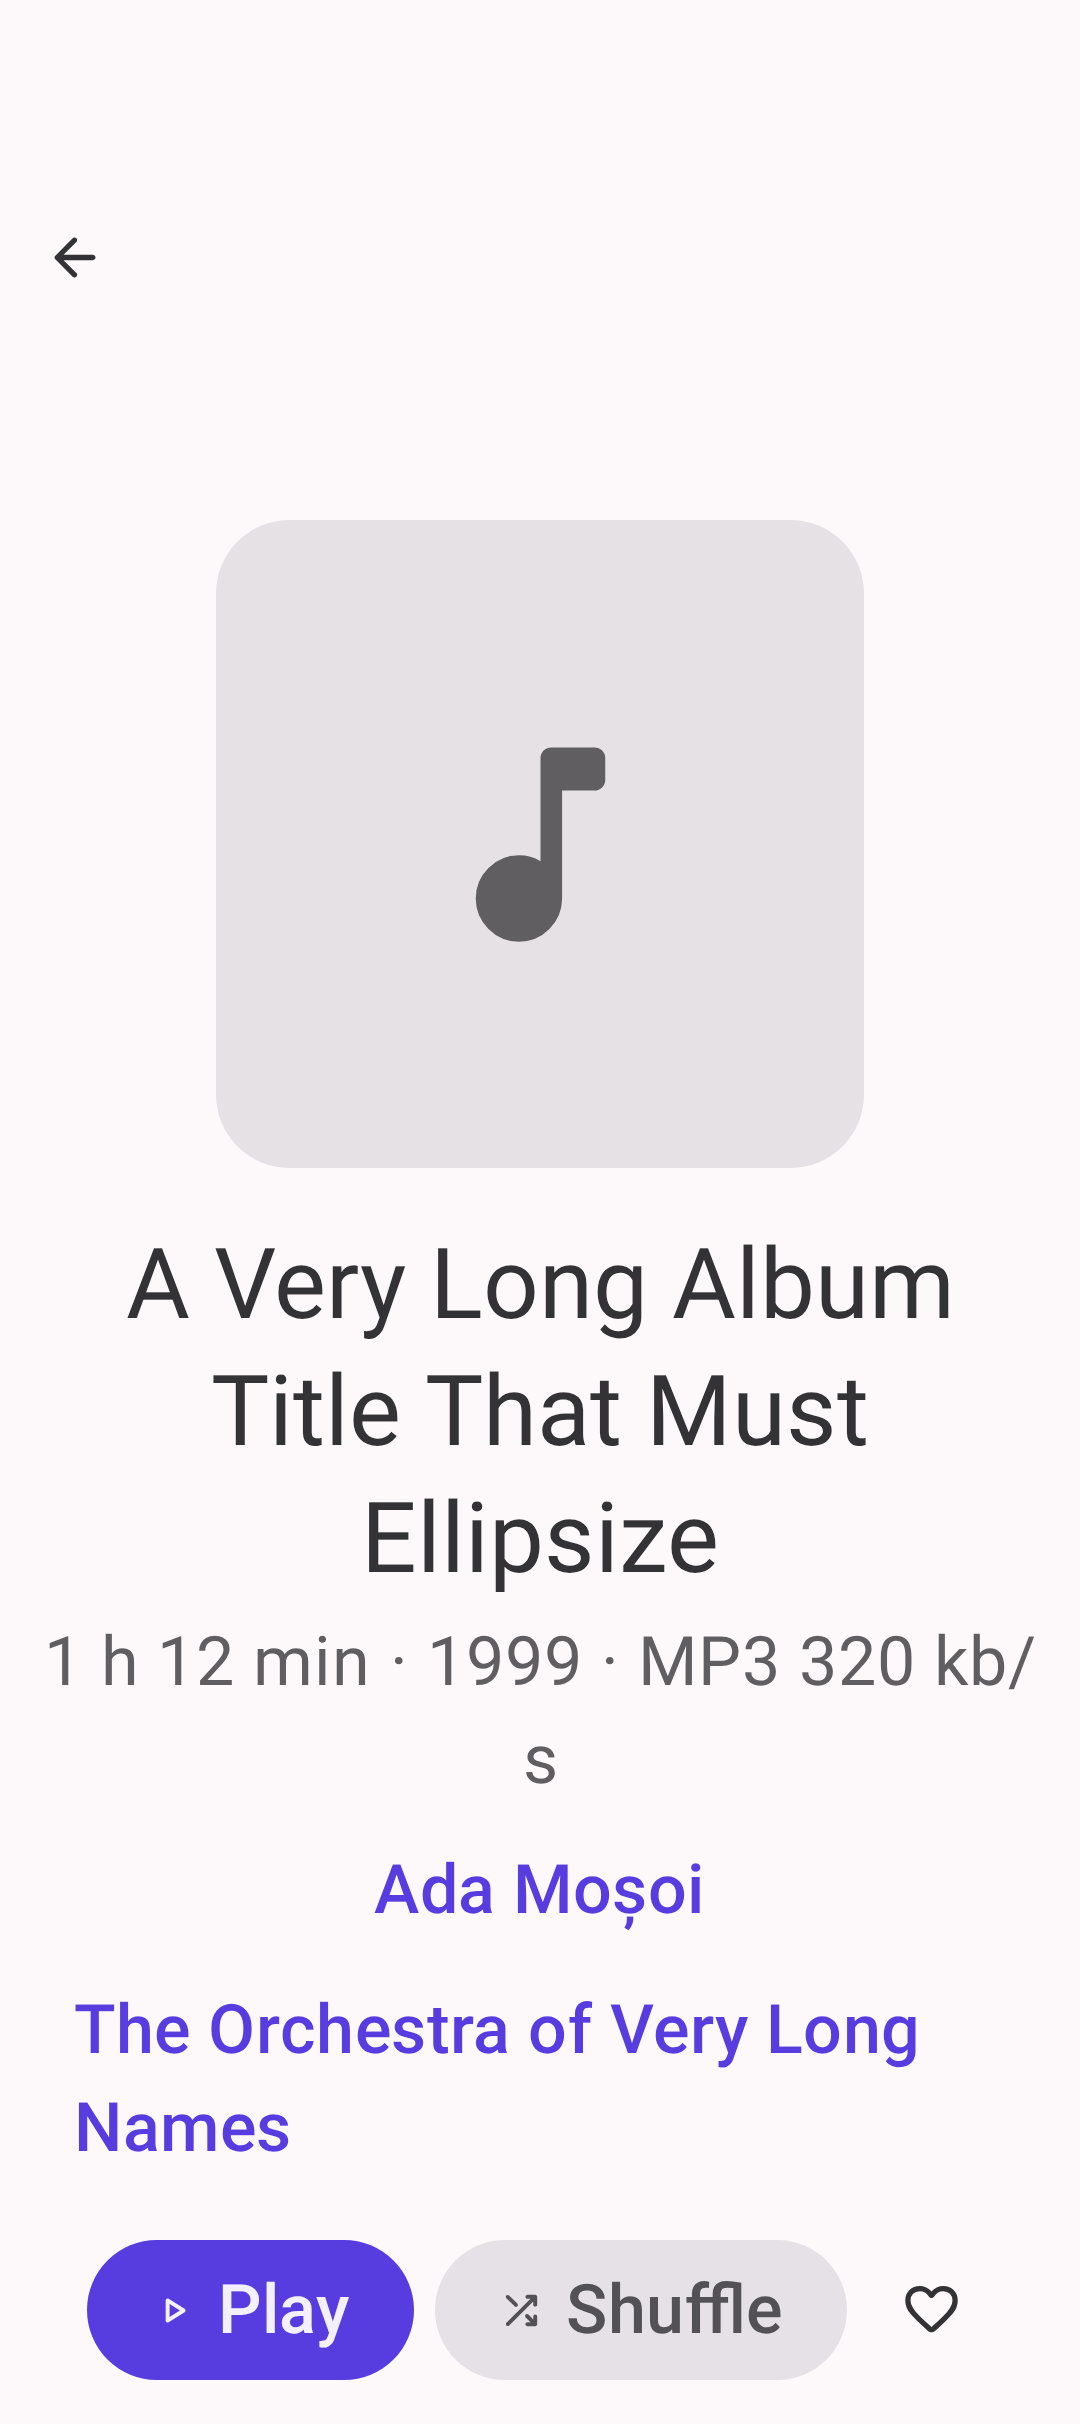 A Very Long Album
Title That Must
Ellipsize
1 h 12 min · 1999 · MP3 320 kb/
s
Ada Moșoi
The Orchestra of Very Long
Names
Play
Shuffle